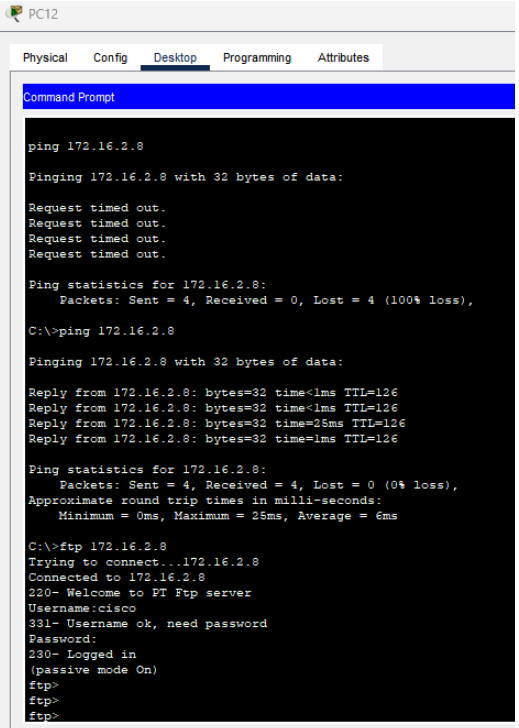 PC12
Physical Config Desktop Programming Attributes
Command Prompt
ping 172.16.2.8
Pinging 172.16.2.8 with 32 bytes of data:
Request timed out.
Request timed out.
Request timed out.
Request timed out.
Ping statistics for 172.16.2.8:
Packets: Sent = 4, Received = 0, Lost = 4 (100% loss),
C:\>ping 172.16.2.8
Pinging 172.16.2.8 with 32 bytes of data:
Reply from 172.16.2.8: bytes=32 time<1ms TTL=126
Reply from 172.16.2.8: bytes=32 time<1ms TTL=126
Reply from 172.16.2.8: bytes=32 time=25ms TTL=126
Reply from 172.16.2.8: bytes=32 time=1ms TTL=126
Ping statistics for 172.16.2.8:
Packets: Sent = 4, Received = 4, Lost = 0 (0% loss),
Approximate round trip times in milli-seconds:
Minimum = 0ms, Maximum = 25ms, Average = 6ms
C:\>ftp 172.16.2.8
Trying to connect...172.16.2.8
Connected to 172.16.2.8
220- Welcome to PT Ftp server
Username:cisco
331- Username ok, need password
Password:
230- Logged in
(passive mode On)
ftp>
ftp>
ftp>